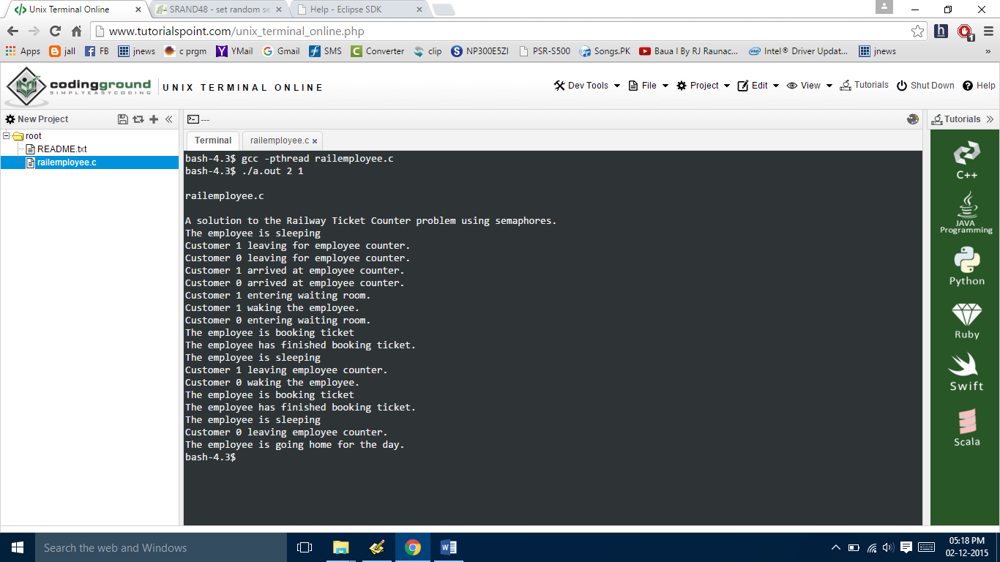 Unix Terminal Online
SRAND48 - set random se
Help - Eclipse SDK
www.tutorialspoint.com/unix_terminal_online.php
h
1
Apps
jall
FB
jnews
c prgm
YMail
Gmail
SMS
Converter
clip
NP300E5ZI
PSR-S500
Songs.PK
Baua I By RJ Raunac...
Intel® Driver Updat...
jnews
»
codingground
SIMPLYEASYCODING
UNIX TERMINAL ONLINE
Dev Tools
File
Project
Edit
View
Tutorials
Shut Down
Help
New Project
---
Tutorials
root
README.txt
railemployee.c
Terminal
railemployee.c
bash-4.3$ gcc -pthread railemployee.c
bash-4.3$ ./a.out 2 1
railemployee.c
A solution to the Railway Ticket Counter problem using semaphores.
The employee is sleeping
Customer 1 leaving for employee counter.
Customer 0 leaving for employee counter.
Customer 1 arrived at employee counter.
Customer 0 arrived at employee counter.
Customer 1 entering waiting room.
Customer 1 waking the employee.
Customer 0 entering waiting room.
The employee is booking ticket
The employee has finished booking ticket.
The employee is sleeping
Customer 1 leaving employee counter.
Customer 0 waking the employee.
The employee is booking ticket
The employee has finished booking ticket.
The employee is sleeping
Customer 0 leaving employee counter.
The employee is going home for the day.
bash-4.3$
C++
JAVA
Programming
Python
Ruby
Swift
Scala
Search the web and Windows
05:18 PM
02-12-2015